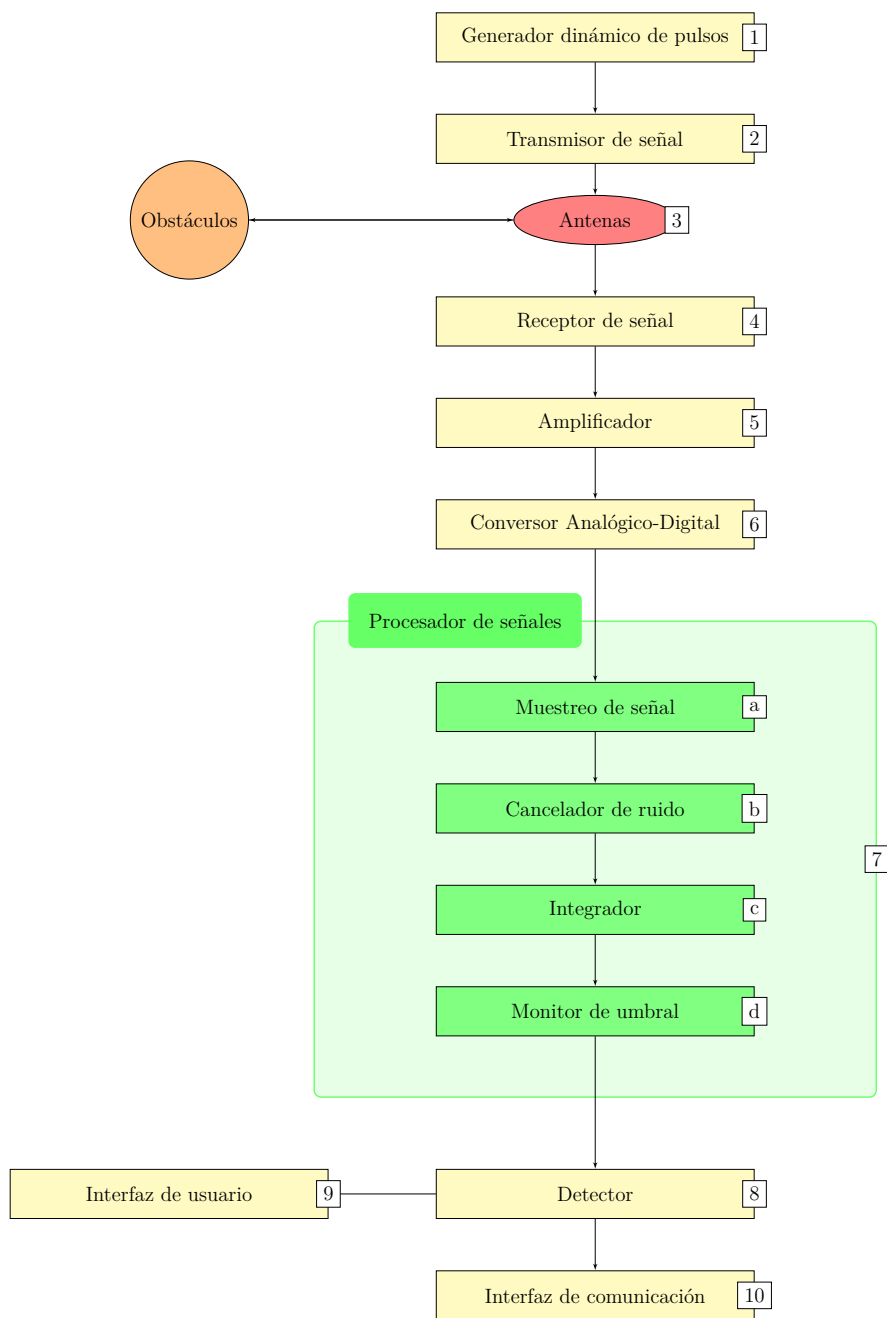 Generador dinámico de pulsos 1
Transmisor de señal 2
Obstáculos
Antenas 3
Receptor de señal 4
Amplificador 5
Conversor Analógico-Digital 6
Procesador de señales
Muestreo de señal a
Cancelador de ruido b
7
Integrador c
Monitor de umbral d
Interfaz de usuario 9
Detector 8
Interfaz de comunicación 10